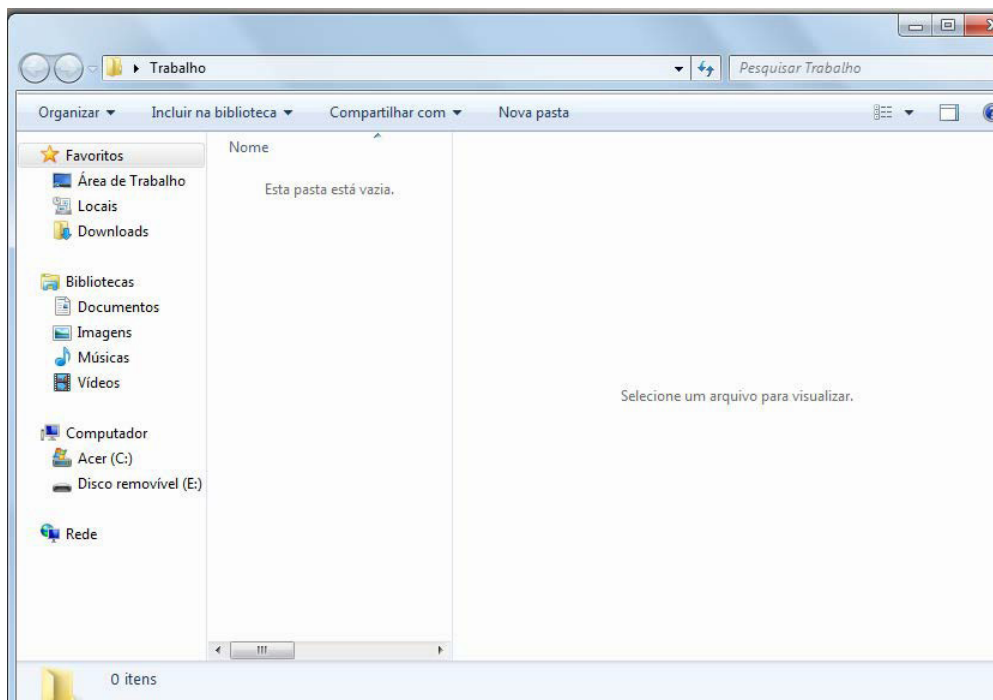 Trabalho
Pesquisar Trabalho
Organizar
Incluir na biblioteca
Compartilhar com
Nova pasta
Favoritos
Área de Trabalho
Locais
Downloads
Bibliotecas
Documentos
Imagens
Músicas
Vídeos
Computador
Acer (C:)
Disco removível (E:)
Rede
Nome
Esta pasta está vazia.
Selecione um arquivo para visualizar.
0 itens